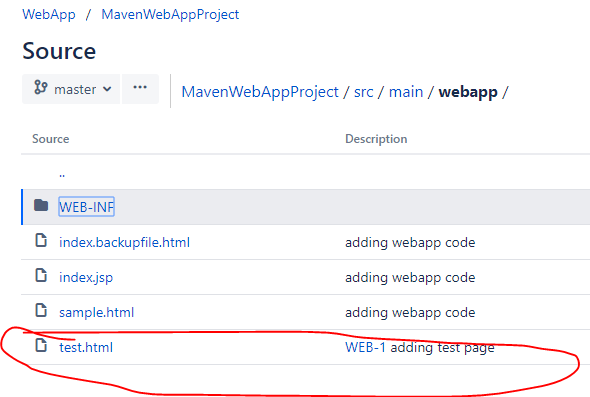 WebApp / MavenWebAppProject
Source
master ... MavenWebAppProject / src / main / webapp /
Source Description
..
WEB-INF
index.backupfile.html adding webapp code
index.jsp adding webapp code
sample.html adding webapp code
test.html WEB-1 adding test page